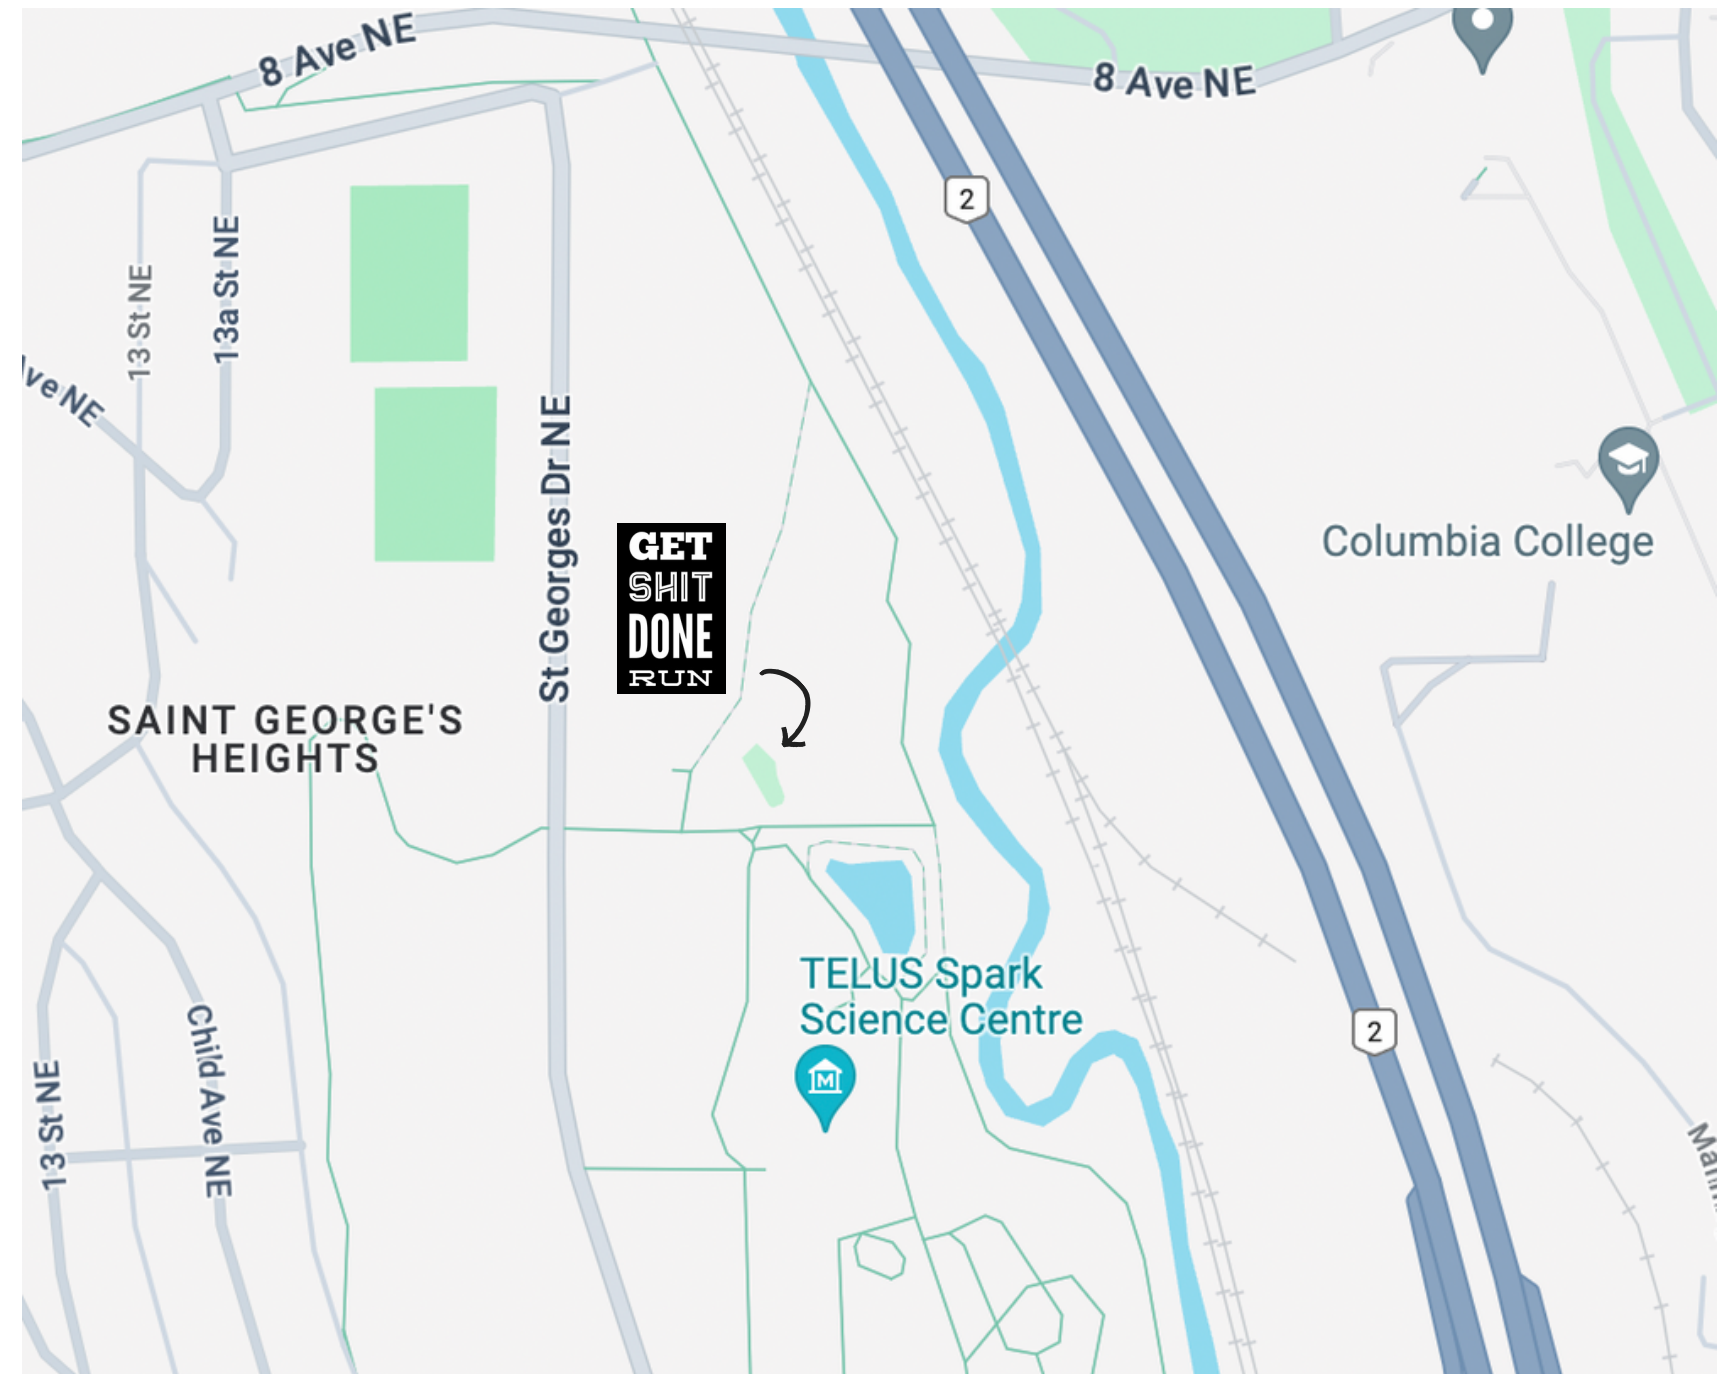 8 Ave NE
8 Ave NE
2
13 St NE
13a St NE
ve NE
St Georges Dr NE
GET
SHIT
DONE
RUN
Columbia College
SAINT GEORGE'S
HEIGHTS
TELUS Spark
Science Centre
M
2
Child Ave NE
13 St NE